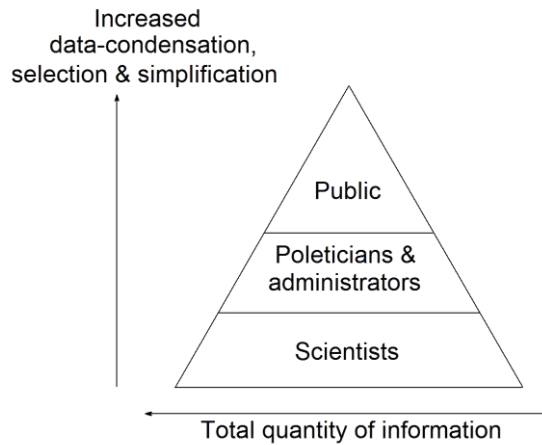 Increased
data-condensation,
selection & simplification
Public
Poleticians &
administrators
Scientists
Total quantity of information